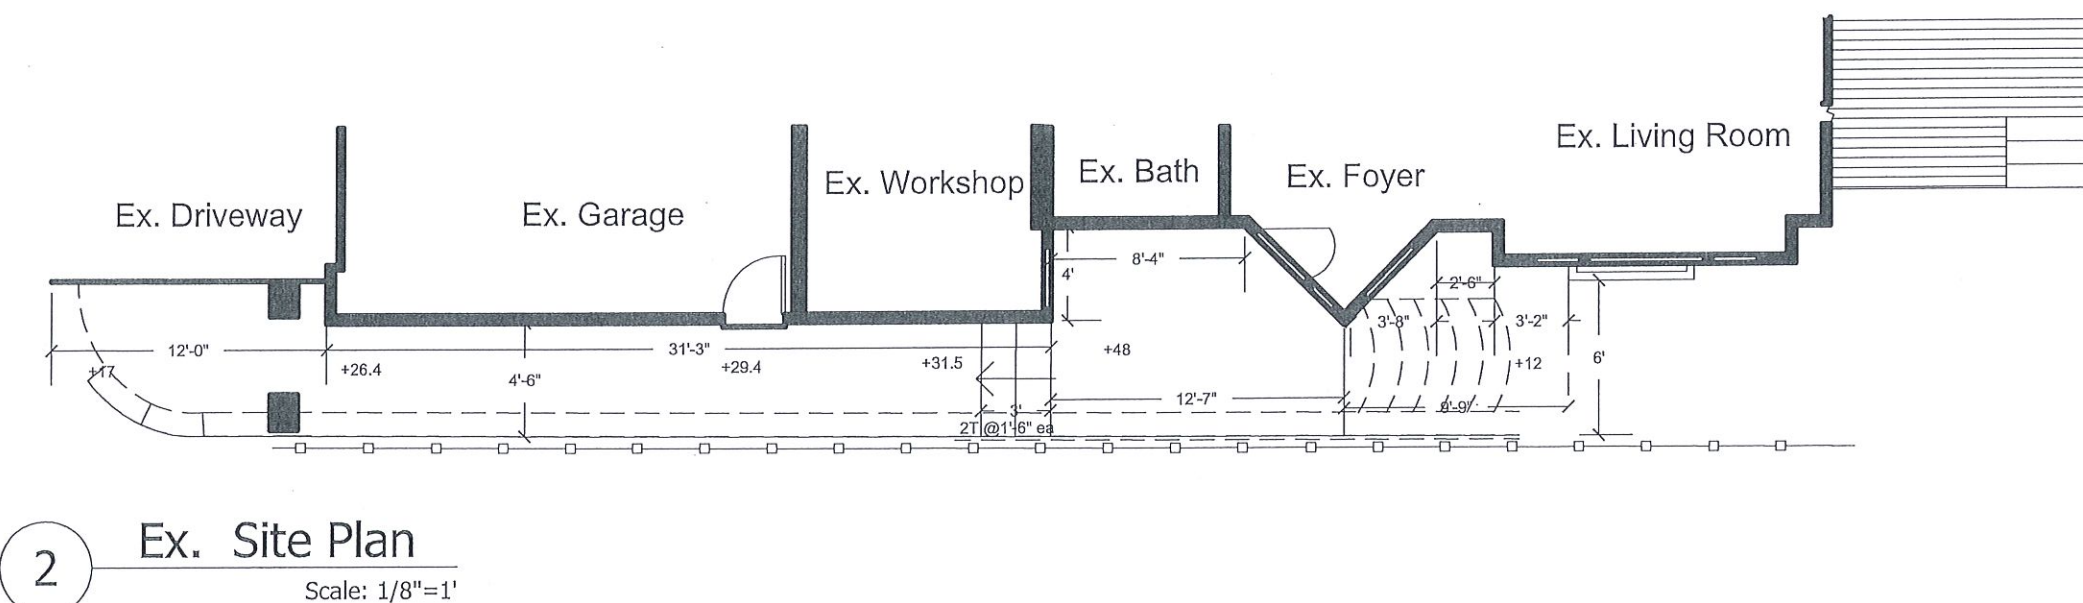 Ex. Living Room
Ex. Bath
Ex. Foyer
Ex. Workshop
Ex. Driveway
Ex. Garage
8'-4"
4'
2'-6"
3'-8"
3'-2"
12'-0"
31'-3"
+48
6'
+17
+26.4
4'-6"
+29.4
+31.5
+12
12'-7"
9'-9"
3'
2T @1'-6" ea
2
Ex. Site Plan
Scale: 1/8"=1'